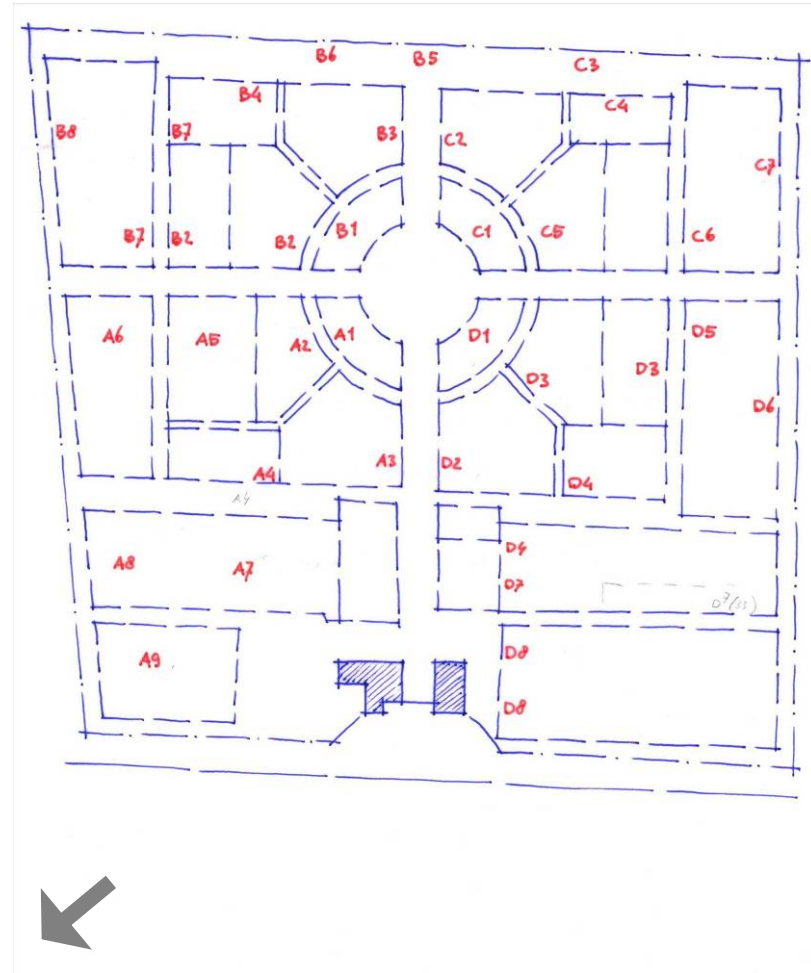 B6 B5 C3
B4 C4
B8 B7 B3 C2 C7
B7 B2 B2 B1 C1 C5 C6
A6 A5 A2 A1 D1 D3 D3 D5
D6
A4 A3 D2 D4
A4
A8 A7 D4
D7 D7(33)
A9 D8
D8